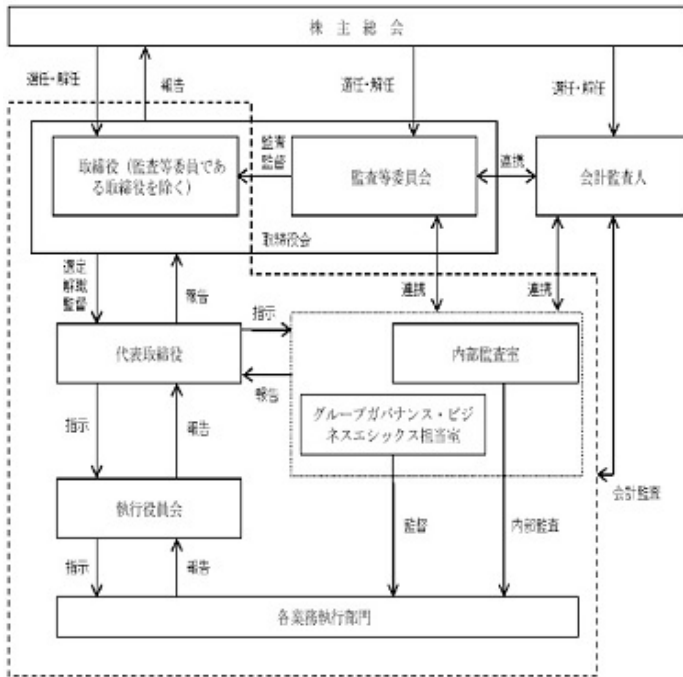 株主総会
選任・解任
報告
選任・解任
選任・解任
取締役（監査等委員であ
る取締役を除く）
監査
監督
監査等委員会
連携
会計監査人
取締役会
選定
解職
監督
報告
連携
連携
代表取締役
指示
報告
内部監査室
グループガバナンス・ビジ
ネスエシックス担当室
指示
報告
会計監査
執行役員会
監督
内部監査
指示
報告
各業務執行部門